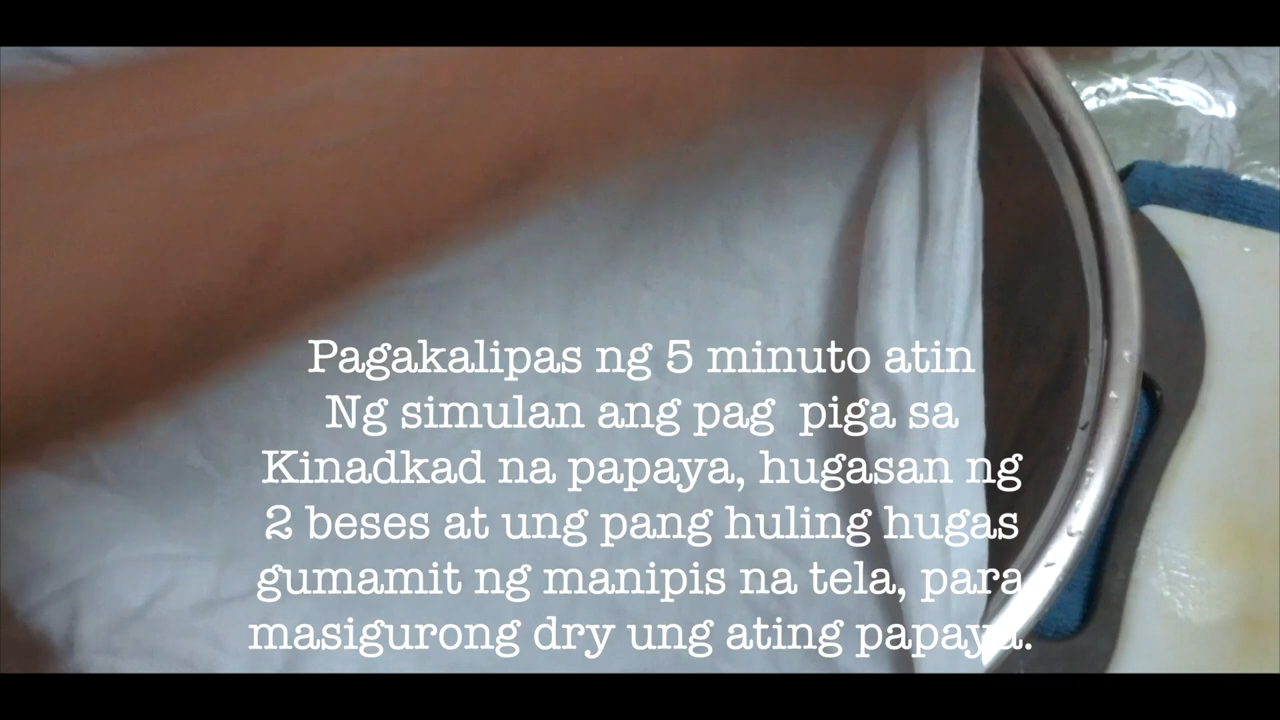 Pagakalipas ng 5 minuto atin
Ng simulan ang pag piga sa
Kinadkad na papaya, hugasan ng
2 beses at ung pang huling hugas
gumamit ng manipis na tela, para
masigurong dry ung ating papaya.